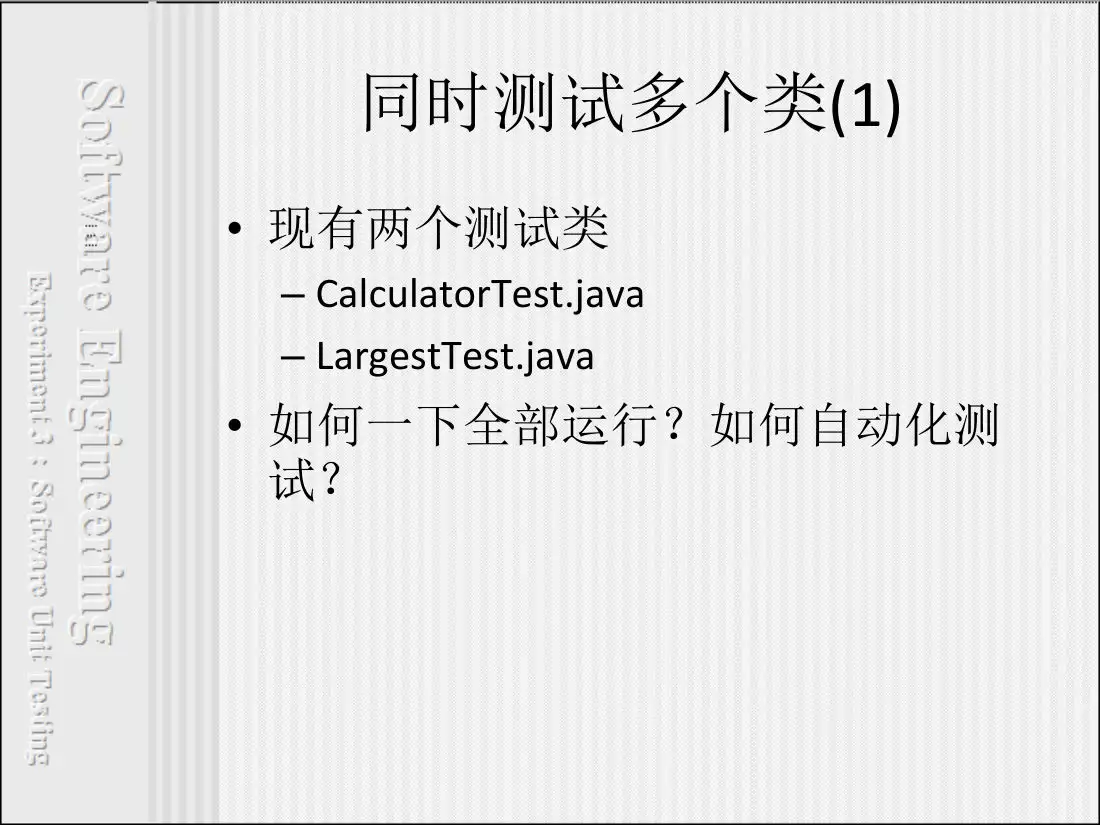 同时测试多个类(1)
• 现有两个测试类
– CalculatorTest.java
– LargestTest.java
• 如何一下全部运行？如何自动化测
试？
Software Engineering
Experiment 3 : Software Unit Testing